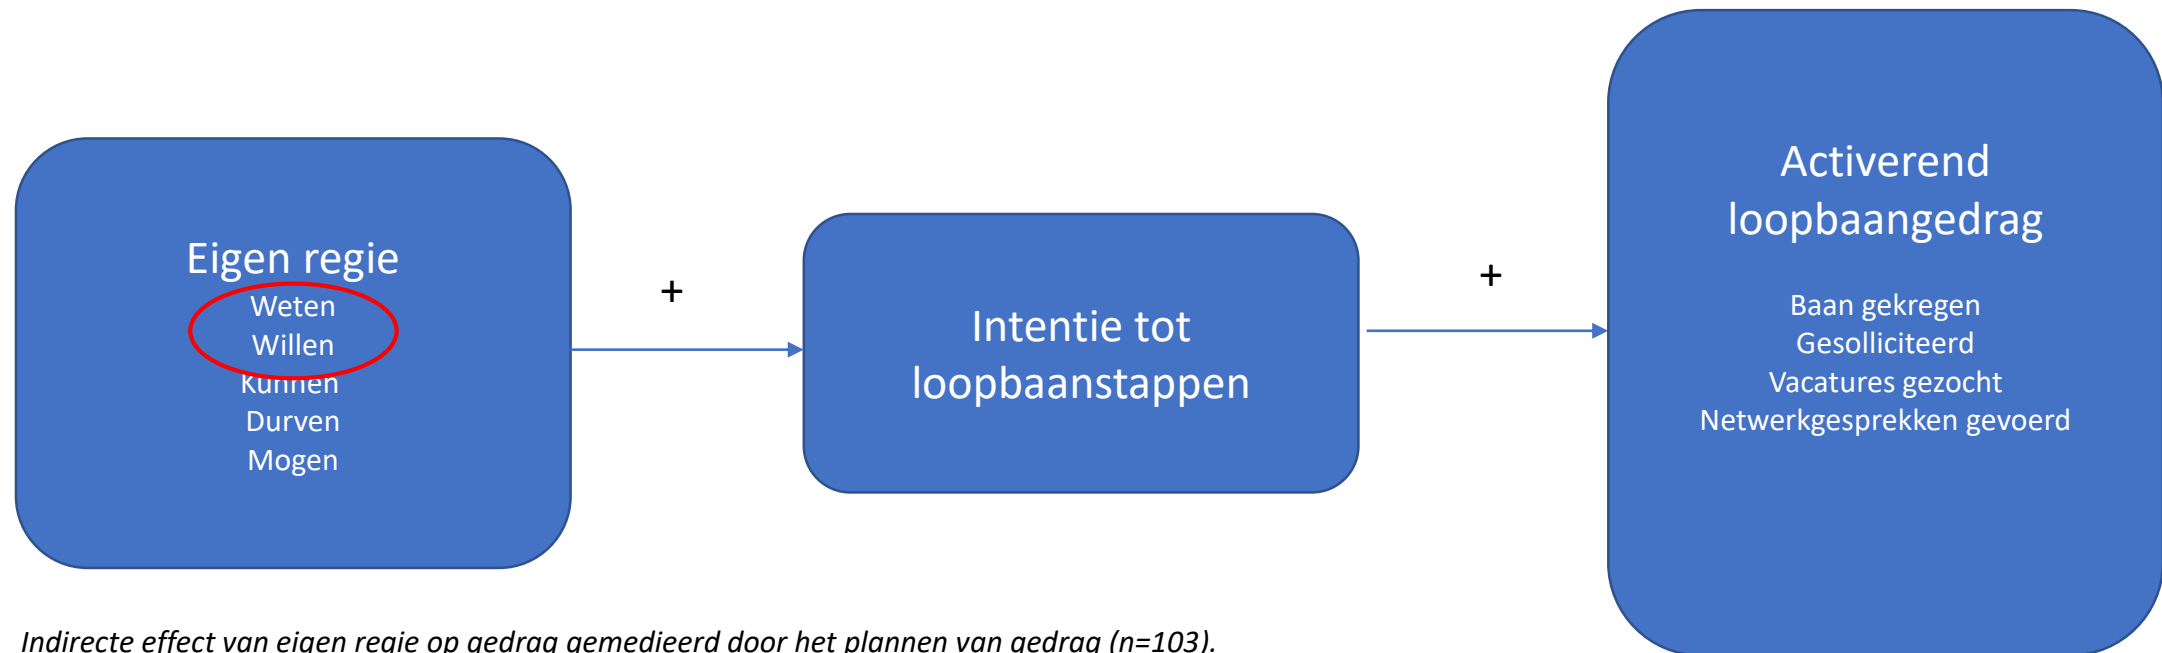 Eigen regie
Weten
Willen
Kunnen
Durven
Mogen
+
Intentie tot
loopbaanstappen
+
Activerend
loopbaangedrag
Baan gekregen
Gesolliciteerd
Vacatures gezocht
Netwerkgesprekken gevoerd
Indirecte effect van eigen regie op gedrag gemedieerd door het plannen van gedrag (n=103).